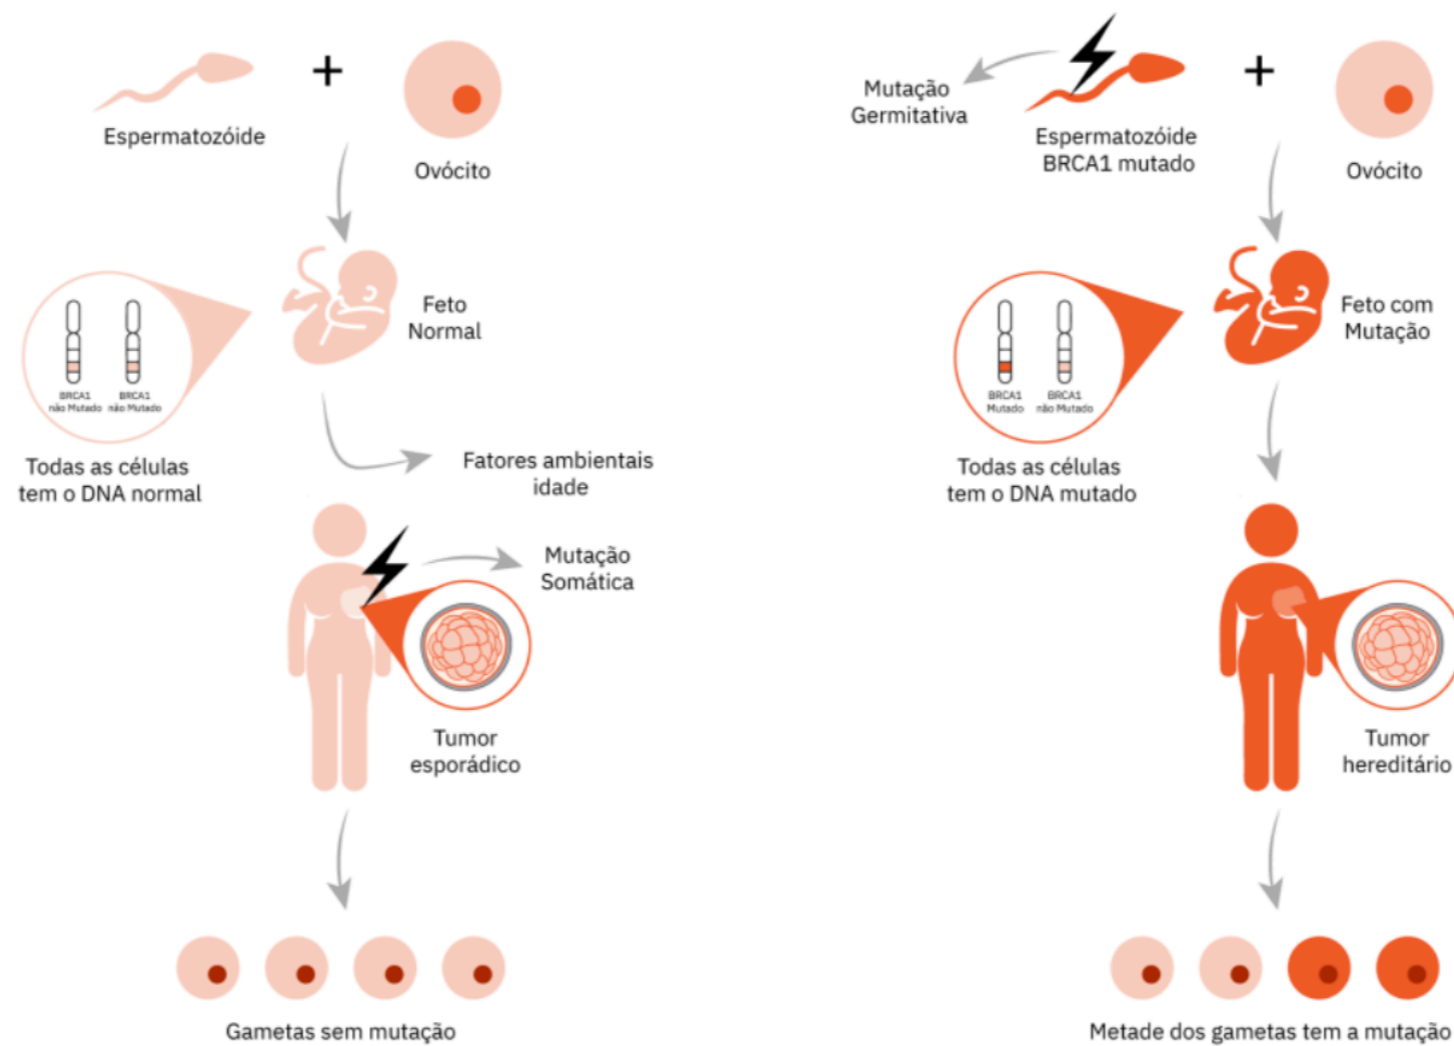 +
Espermatozóide
Ovócito
Feto
Normal
BRCA1
não Mutado
BRCA1
não Mutado
Todas as células
tem o DNA normal
Fatores ambientais
idade
Mutação
Somática
Tumor
esporádico
Gametas sem mutação
Mutação
Germitativa
+
Espermatozóide
BRCA1 mutado
Ovócito
Feto com
Mutação
BRCA1
Mutado
BRCA1
não Mutado
Todas as células
tem o DNA mutado
Tumor
hereditário
Metade dos gametas tem a mutação